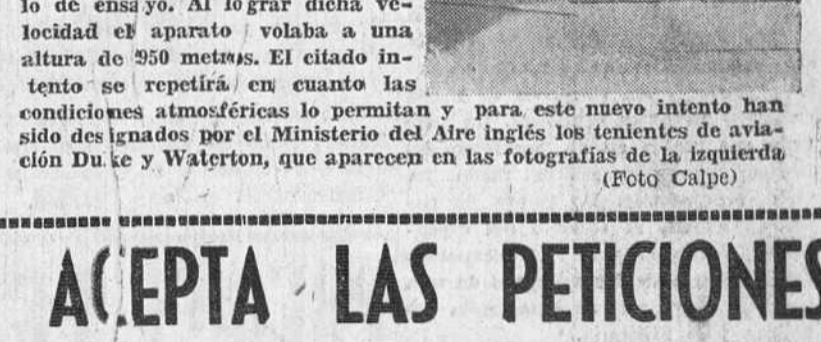 lo de ensayo. Al lograr dicha ve-
locidad el aparato volaba a una
altura de 950 metros. El citado in-
tento se repetirá en cuanto las
condiciones atmosféricas lo permitan y para este nuevo intento han
sido designados por el Ministerio del Aire inglés los tenientes de avia-
ción Duke y Waterton, que aparecen en las fotografías de la izquierda
(Foto Calpe)
ACEPTA LAS PETICIONES